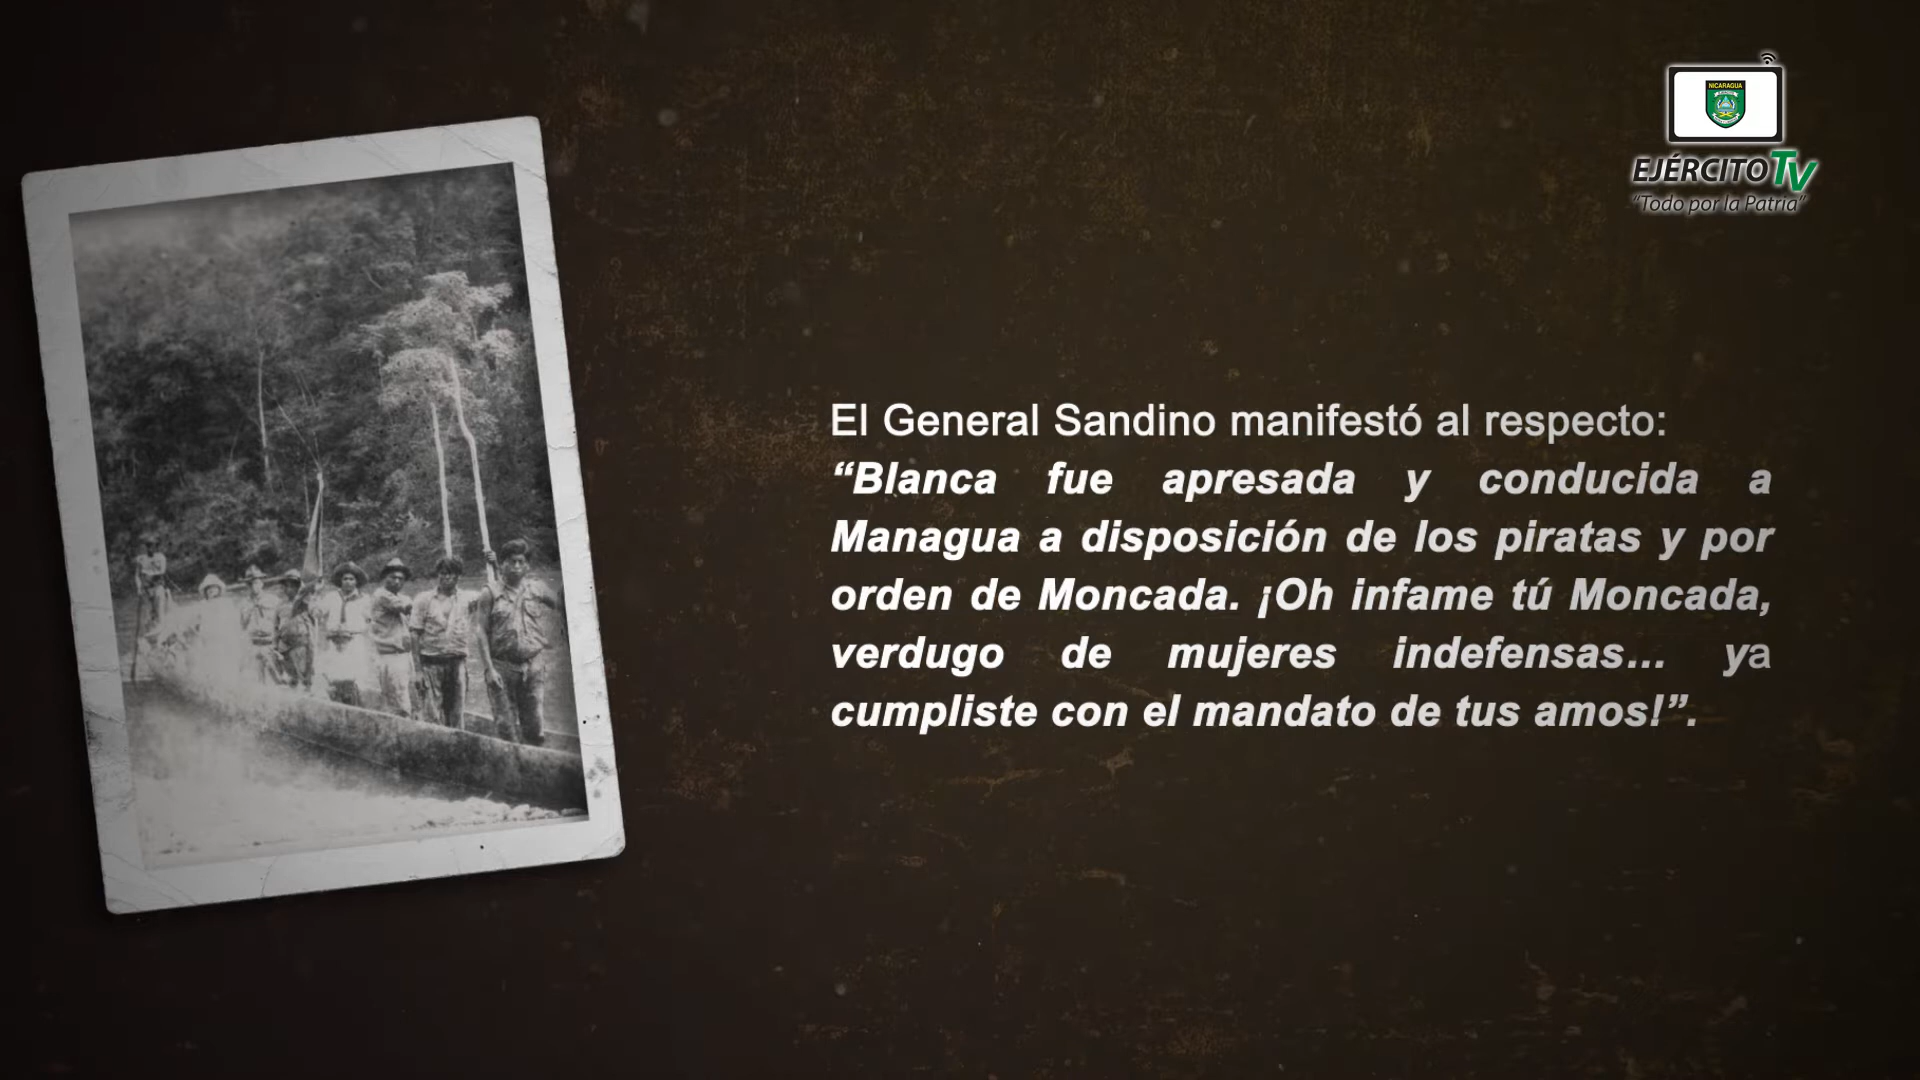 NICARAGUA
EJÉRCITO TV
"Todo por la Patria"
El General Sandino manifestó al respecto:
“Blanca fue apresada y conducida a
Managua a disposición de los piratas y por
orden de Moncada. ¡Oh infame tú Moncada,
verdugo de mujeres indefensas... ya
cumpliste con el mandato de tus amos!”.